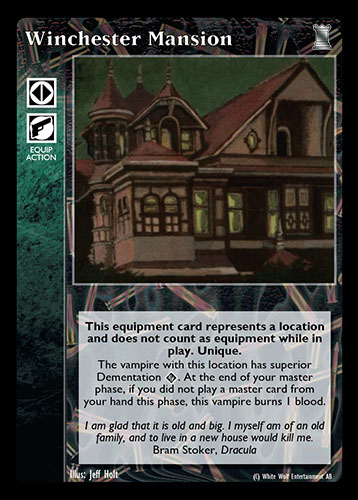 Winchester Mansion
EQUIP
ACTION
This equipment card represents a location
and does not count as equipment while in
play. Unique.
The vampire with this location has superior
Dementation. At the end of your master
phase, if you did not play a master card from
your hand this phase, this vampire burns 1 blood.
I am glad that it is old and big. I myself am of an old
family, and to live in a new house would kill me.
Bram Stoker, Dracula
Illus: Jeff Holt
(C) White Wolf Entertainment AB